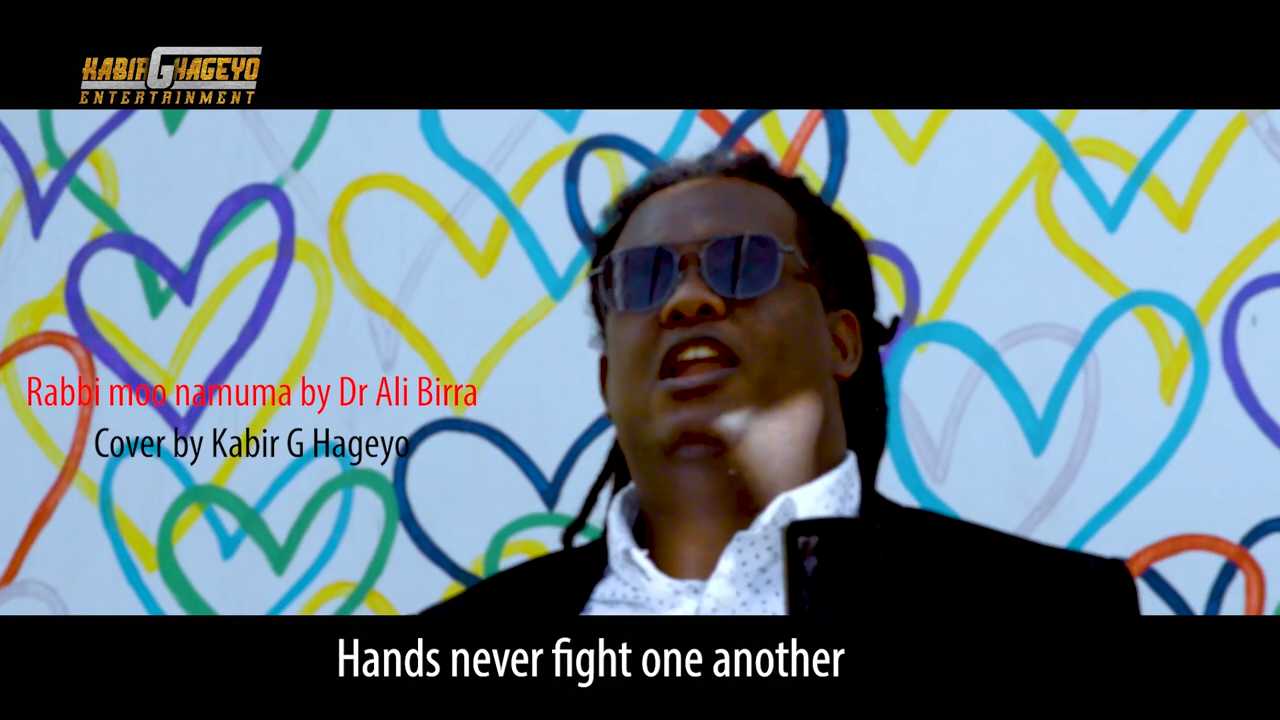 KABIR G HAGEYO
ENTERTAINMENT
Rabbi moo namuma by Dr Ali Birra
Cover by Kabir G Hageyo
Hands never fight one another